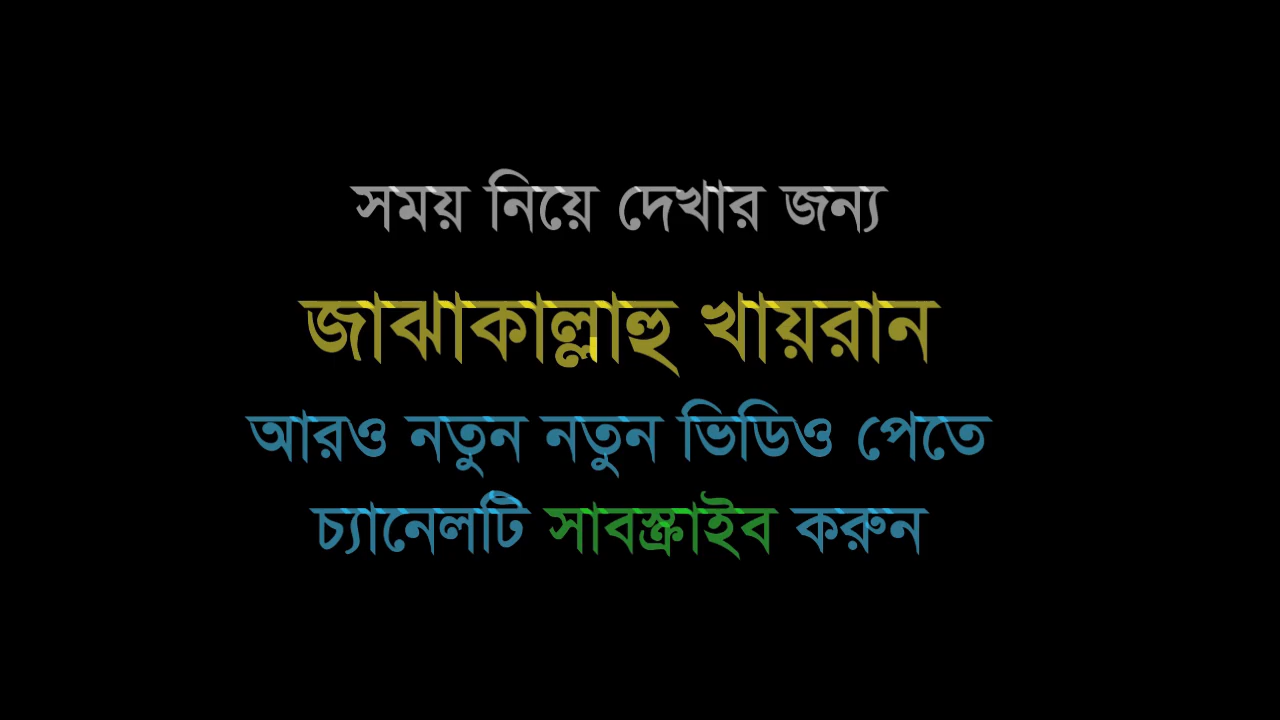 সময় নিয়ে দেখার জন্য
জাঝাকাল্লাহু খায়রান
আরও নতুন নতুন ভিডিও পেতে
চ্যানেলটি সাবস্ক্রাইব করুন